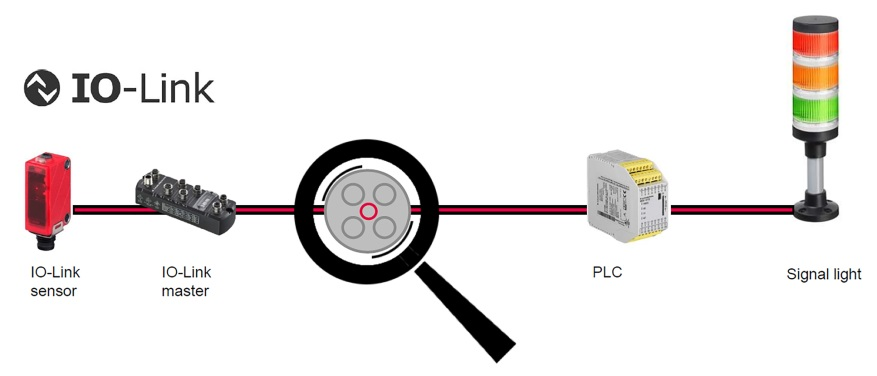 IO-Link
IO-Link
sensor
IO-Link
master
PLC
Signal light